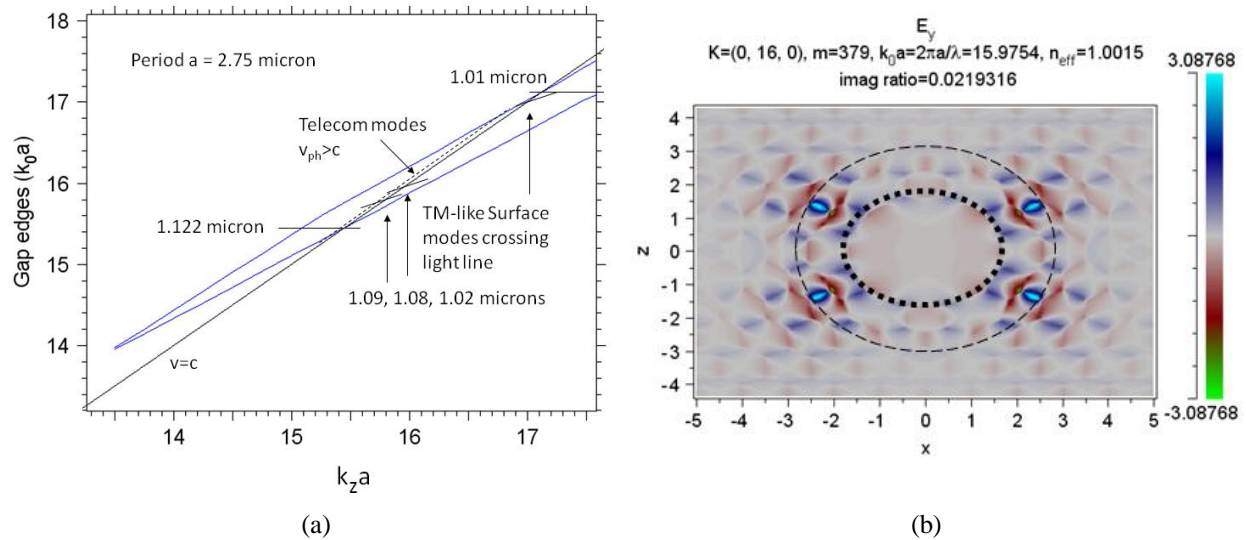 18
17
16
15
14
Gap edges (k₀a)
Period a = 2.75 micron
1.01 micron
Telecom modes
vₚₕ>c
1.122 micron
TM-like Surface
modes crossing
light line
1.09, 1.08, 1.02 microns
v=c
14 15 16 17
k_za
(a)
E_y
K=(0, 16, 0), m=379, k₀a=2πa/λ=15.9754, n_eff=1.0015
imag ratio=0.0219316
3.08768
-3.08768
4
3
2
1
0
-1
-2
-3
-4
z
-5 -4 -3 -2 -1 0 1 2 3 4 5
x
(b)